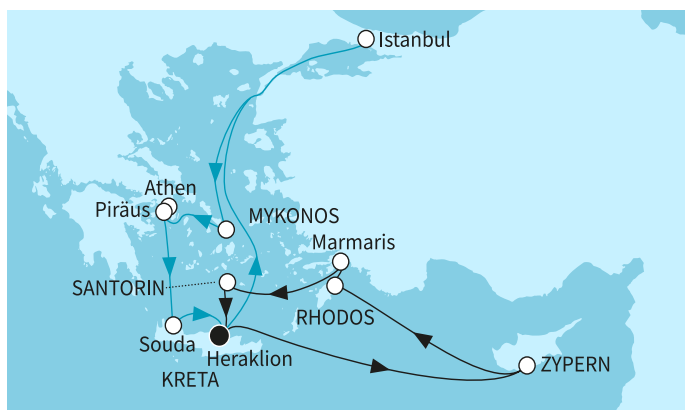 Istanbul
Athen
Piräus
MYKONOS
Marmaris
SANTORIN
RHODOS
Souda
Heraklion
KRETA
ZYPERN